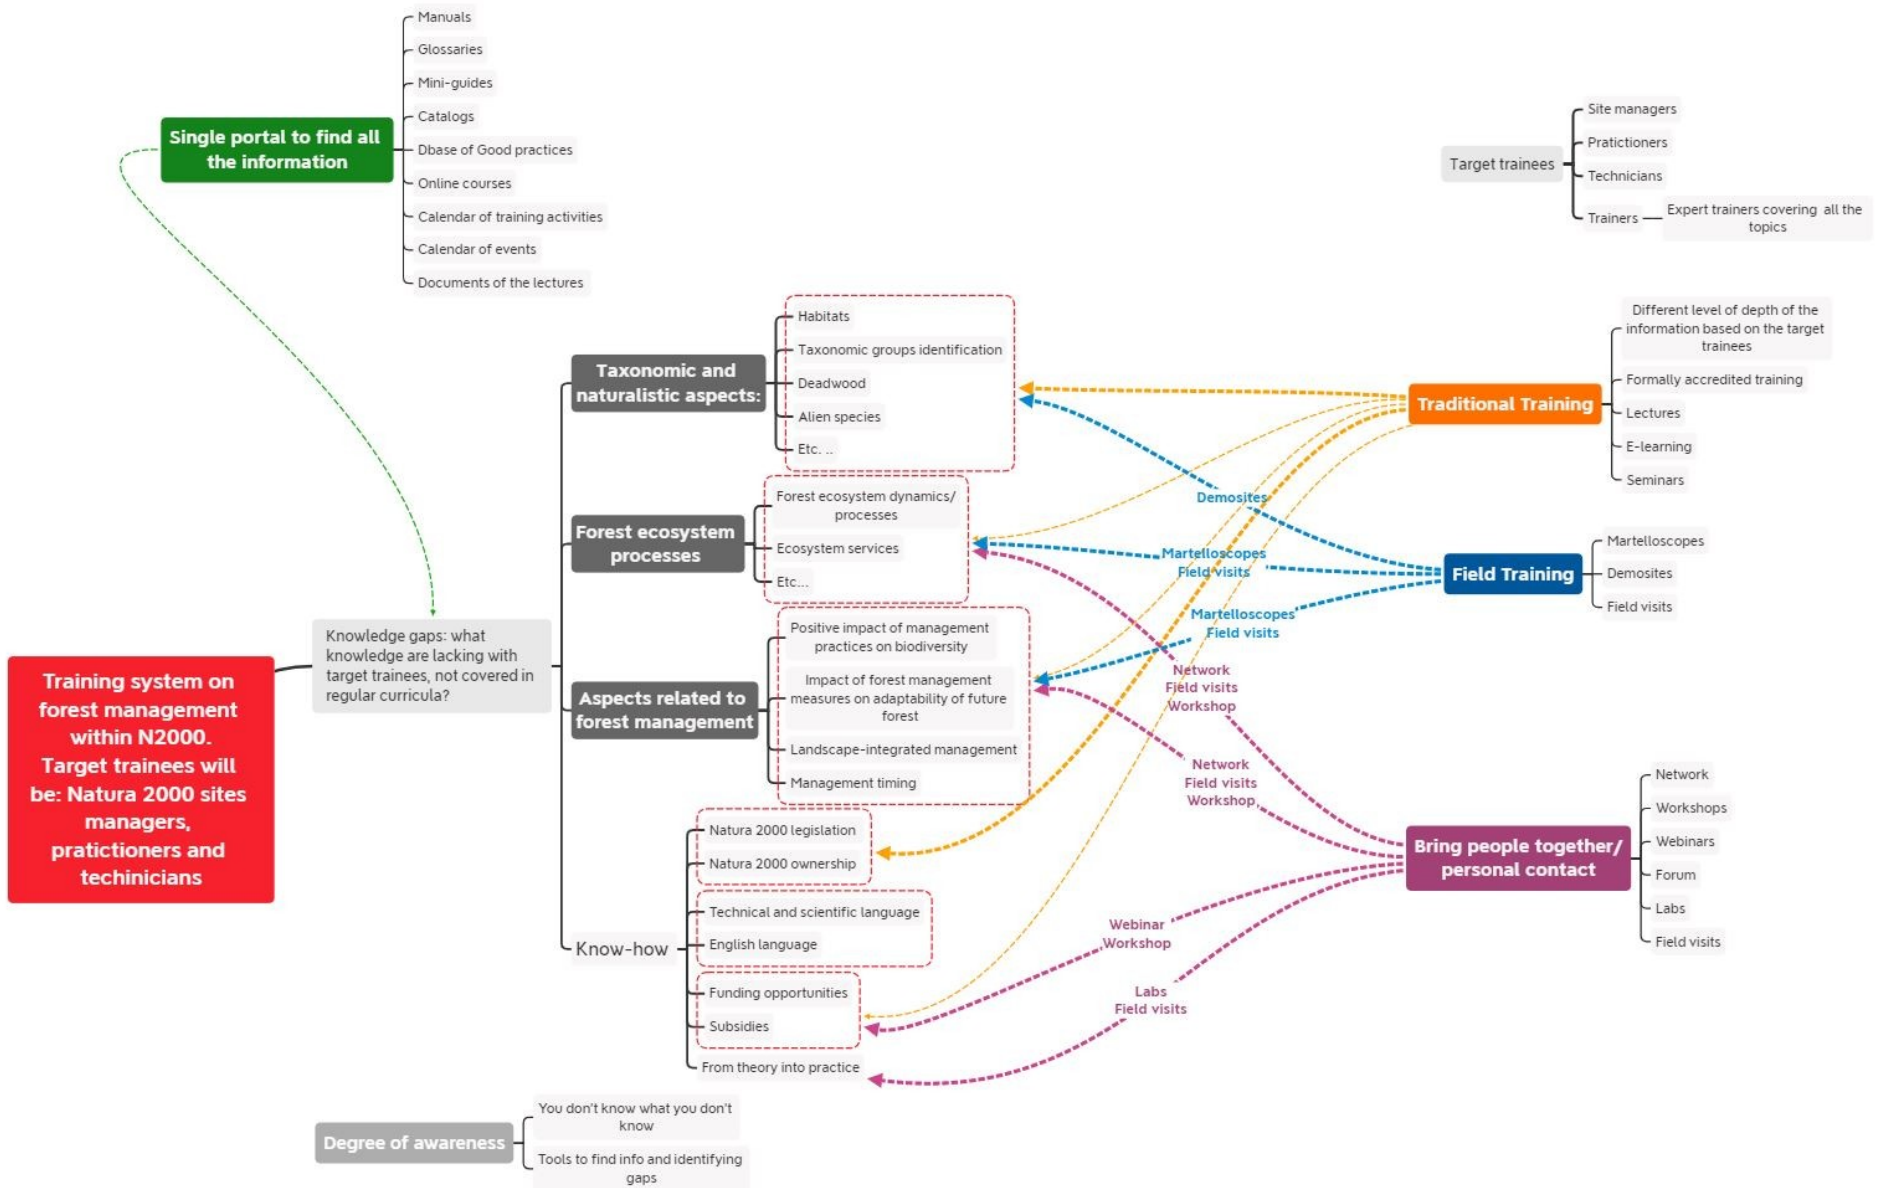 Manuals
Glossaries
Mini-guides
Catalogs
Dbase of Good practices
Online courses
Calendar of training activities
Calendar of events
Documents of the lectures
Single portal to find all
the information
Target trainees
Site managers
Pratictioners
Technicians
Trainers
Expert trainers covering all the
topics
Training system on
forest management
within N2000.
Target trainees will
be: Natura 2000 sites
managers,
pratictioners and
techinicians
Knowledge gaps: what
knowledge are lacking with
target trainees, not covered in
regular curricula?
Taxonomic and
naturalistic aspects:
Habitats
Taxonomic groups identification
Deadwood
Alien species
Etc. ..
Forest ecosystem
processes
Forest ecosystem dynamics/
processes
Ecosystem services
Etc...
Aspects related to
forest management
Positive impact of management
practices on biodiversity
Impact of forest management
measures on adaptability of future
forest
Landscape-integrated management
Management timing
Know-how
Natura 2000 legislation
Natura 2000 ownership
Technical and scientific language
English language
Funding opportunities
Subsidies
From theory into practice
Degree of awareness
You don't know what you don't
know
Tools to find info and identifying
gaps
Demosites
Martelloscopes
Field visits
Martelloscopes
Field visits
Network
Field visits
Workshop
Network
Field visits
Workshop
Webinar
Workshop
Labs
Field visits
Traditional Training
Different level of depth of the
information based on the target
trainees
Formally accredited training
Lectures
E-learning
Seminars
Field Training
Martelloscopes
Demosites
Field visits
Bring people together/
personal contact
Network
Workshops
Webinars
Forum
Labs
Field visits